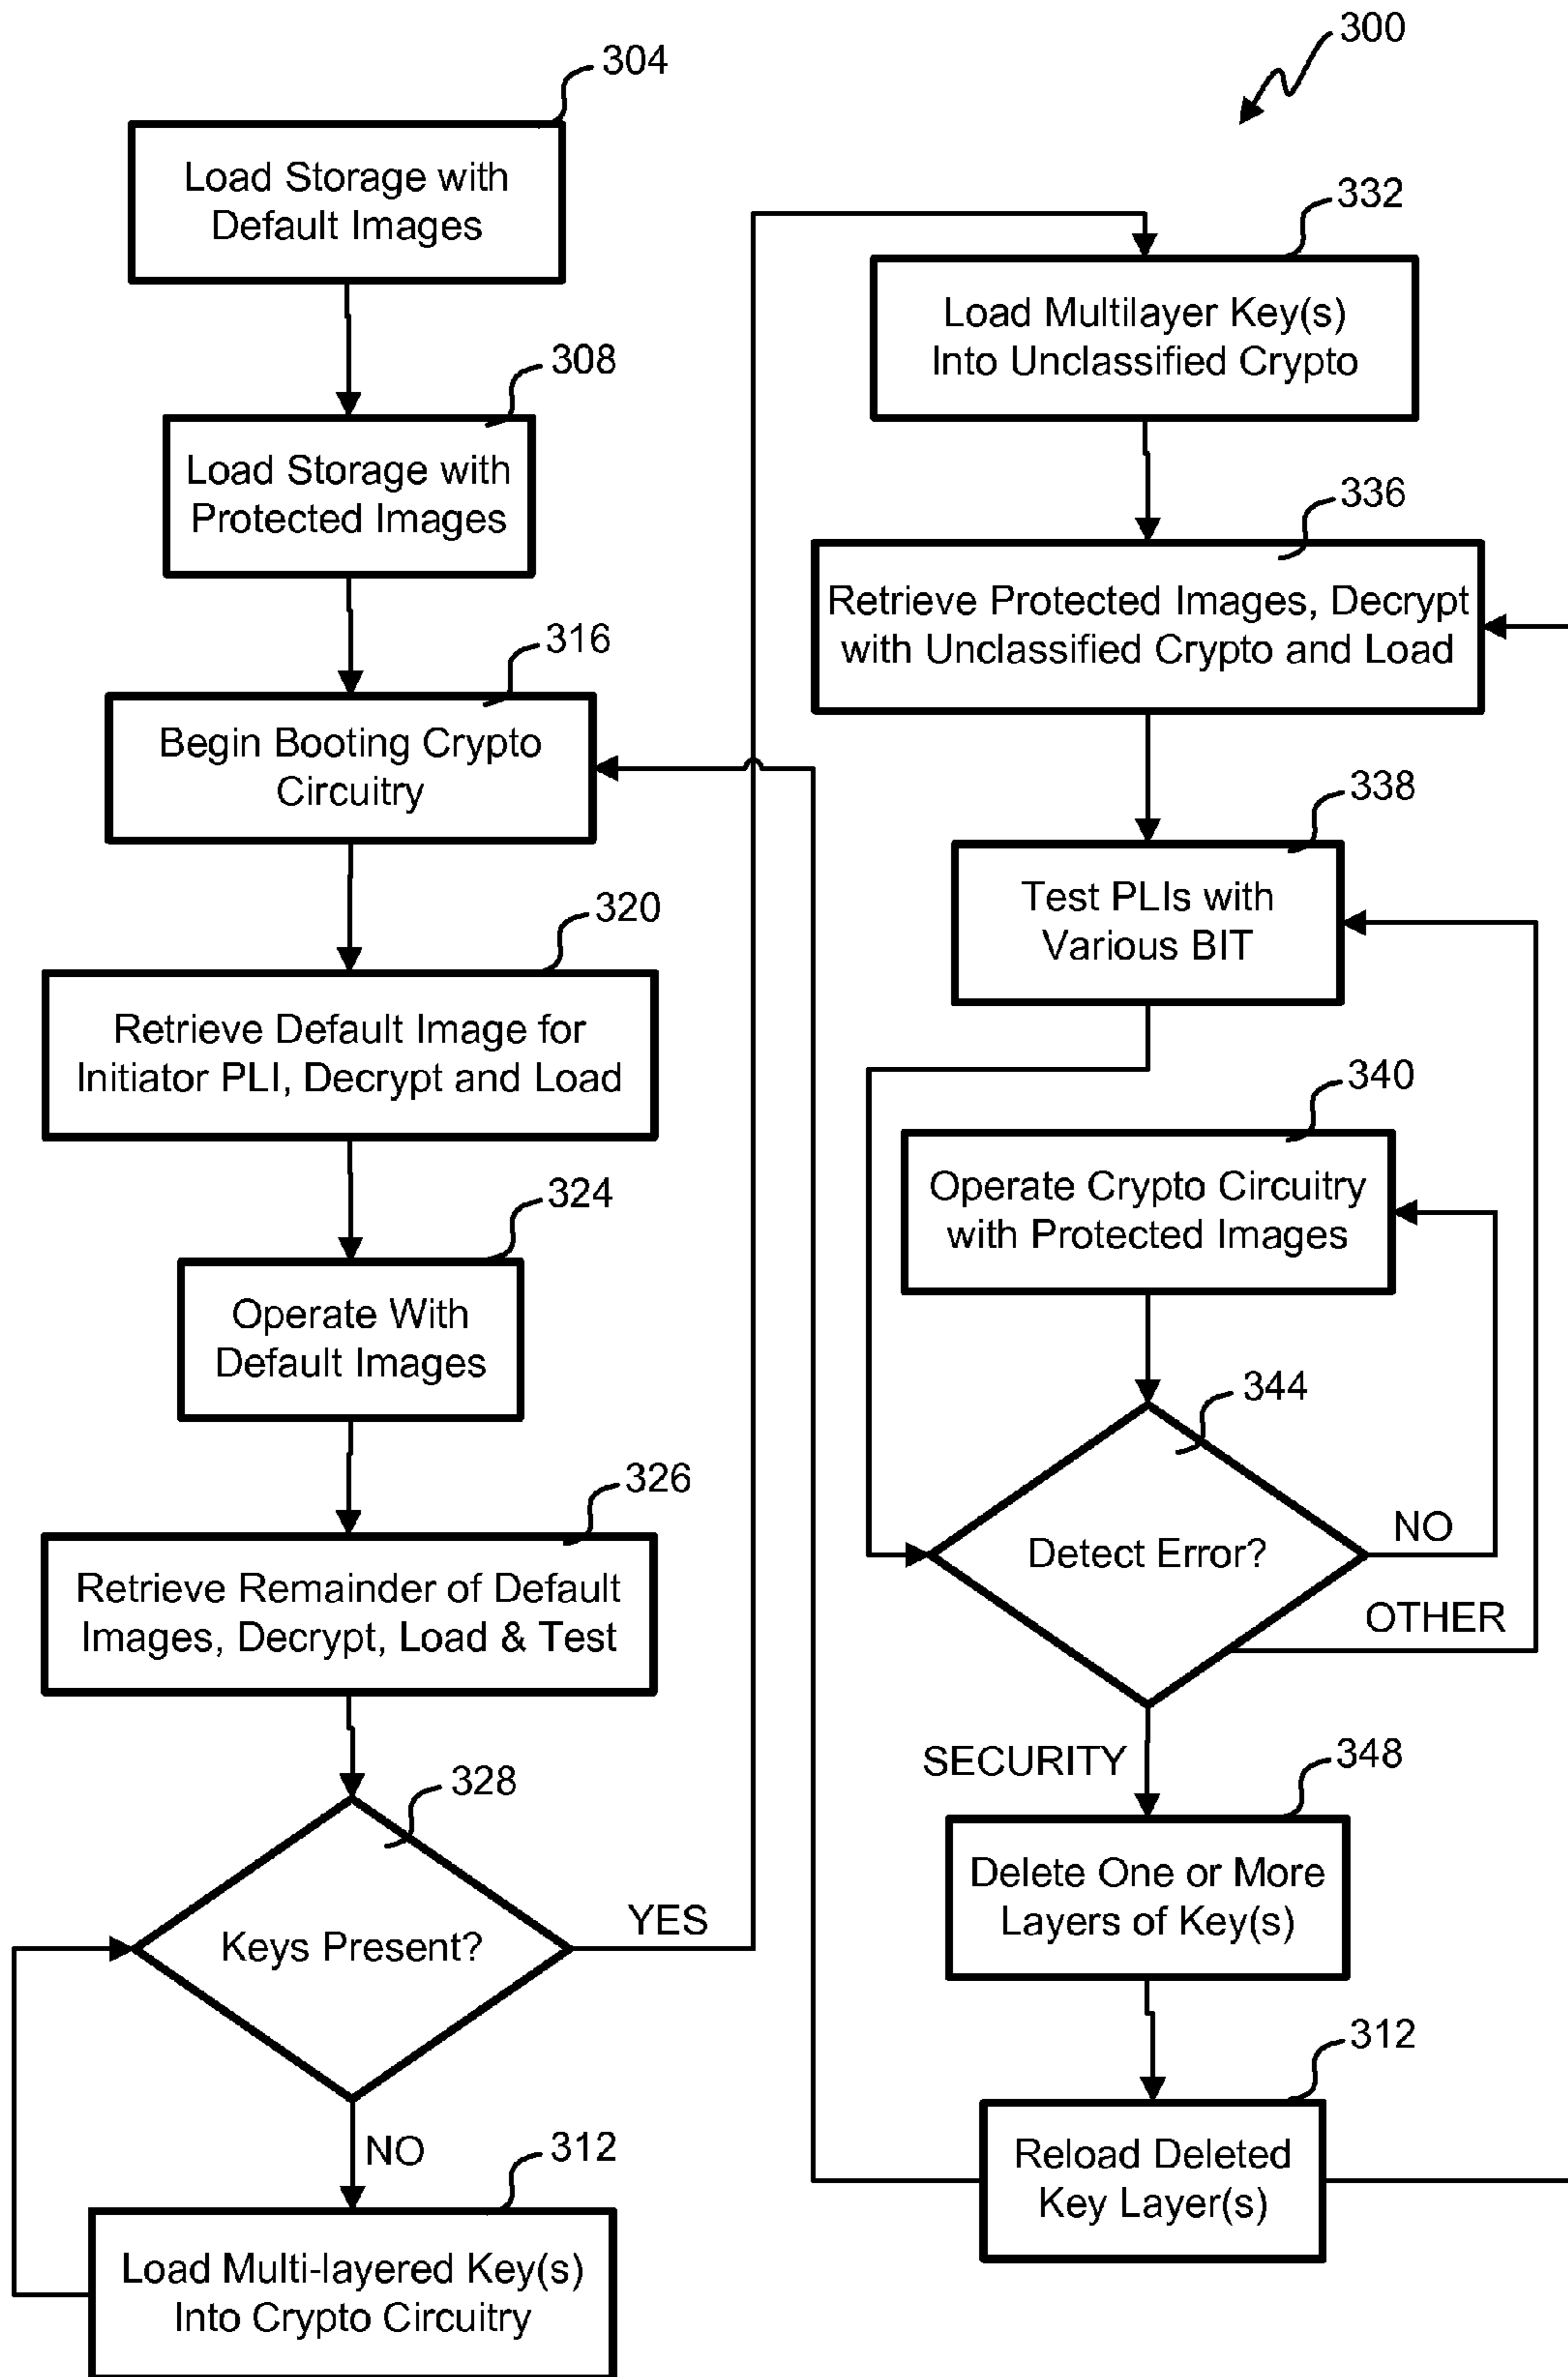 300
304
Load Storage with
Default Images
308
Load Storage with
Protected Images
316
Begin Booting Crypto
Circuitry
320
Retrieve Default Image for
Initiator PLI, Decrypt and Load
324
Operate With
Default Images
326
Retrieve Remainder of Default
Images, Decrypt, Load & Test
328
Keys Present?
YES
NO
312
Load Multi-layered Key(s)
Into Crypto Circuitry
332
Load Multilayer Key(s)
Into Unclassified Crypto
336
Retrieve Protected Images, Decrypt
with Unclassified Crypto and Load
338
Test PLIs with
Various BIT
340
Operate Crypto Circuitry
with Protected Images
344
Detect Error?
NO
OTHER
SECURITY
348
Delete One or More
Layers of Key(s)
312
Reload Deleted
Key Layer(s)